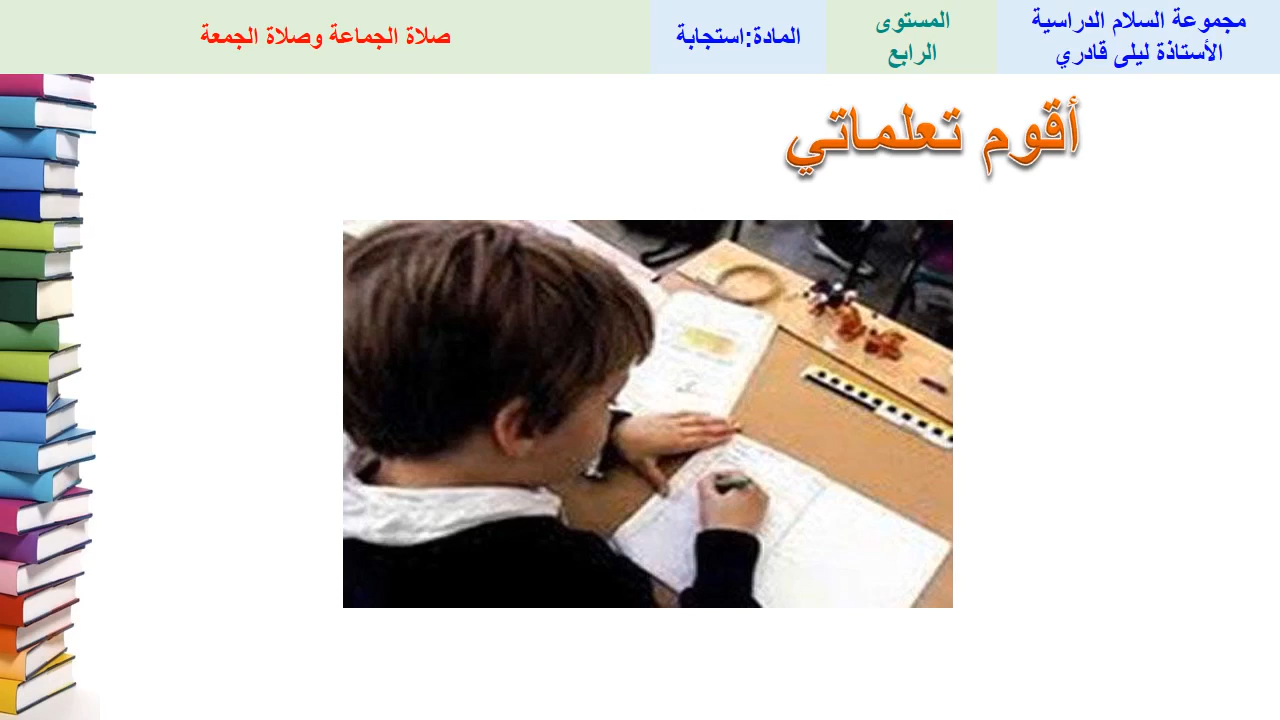 مجموعة السلام الدراسية
الأستاذة ليلى قادري
المستوى
الرابع
المادة:استجابة
صلاة الجماعة وصلاة الجمعة
أقوم تعلماتي